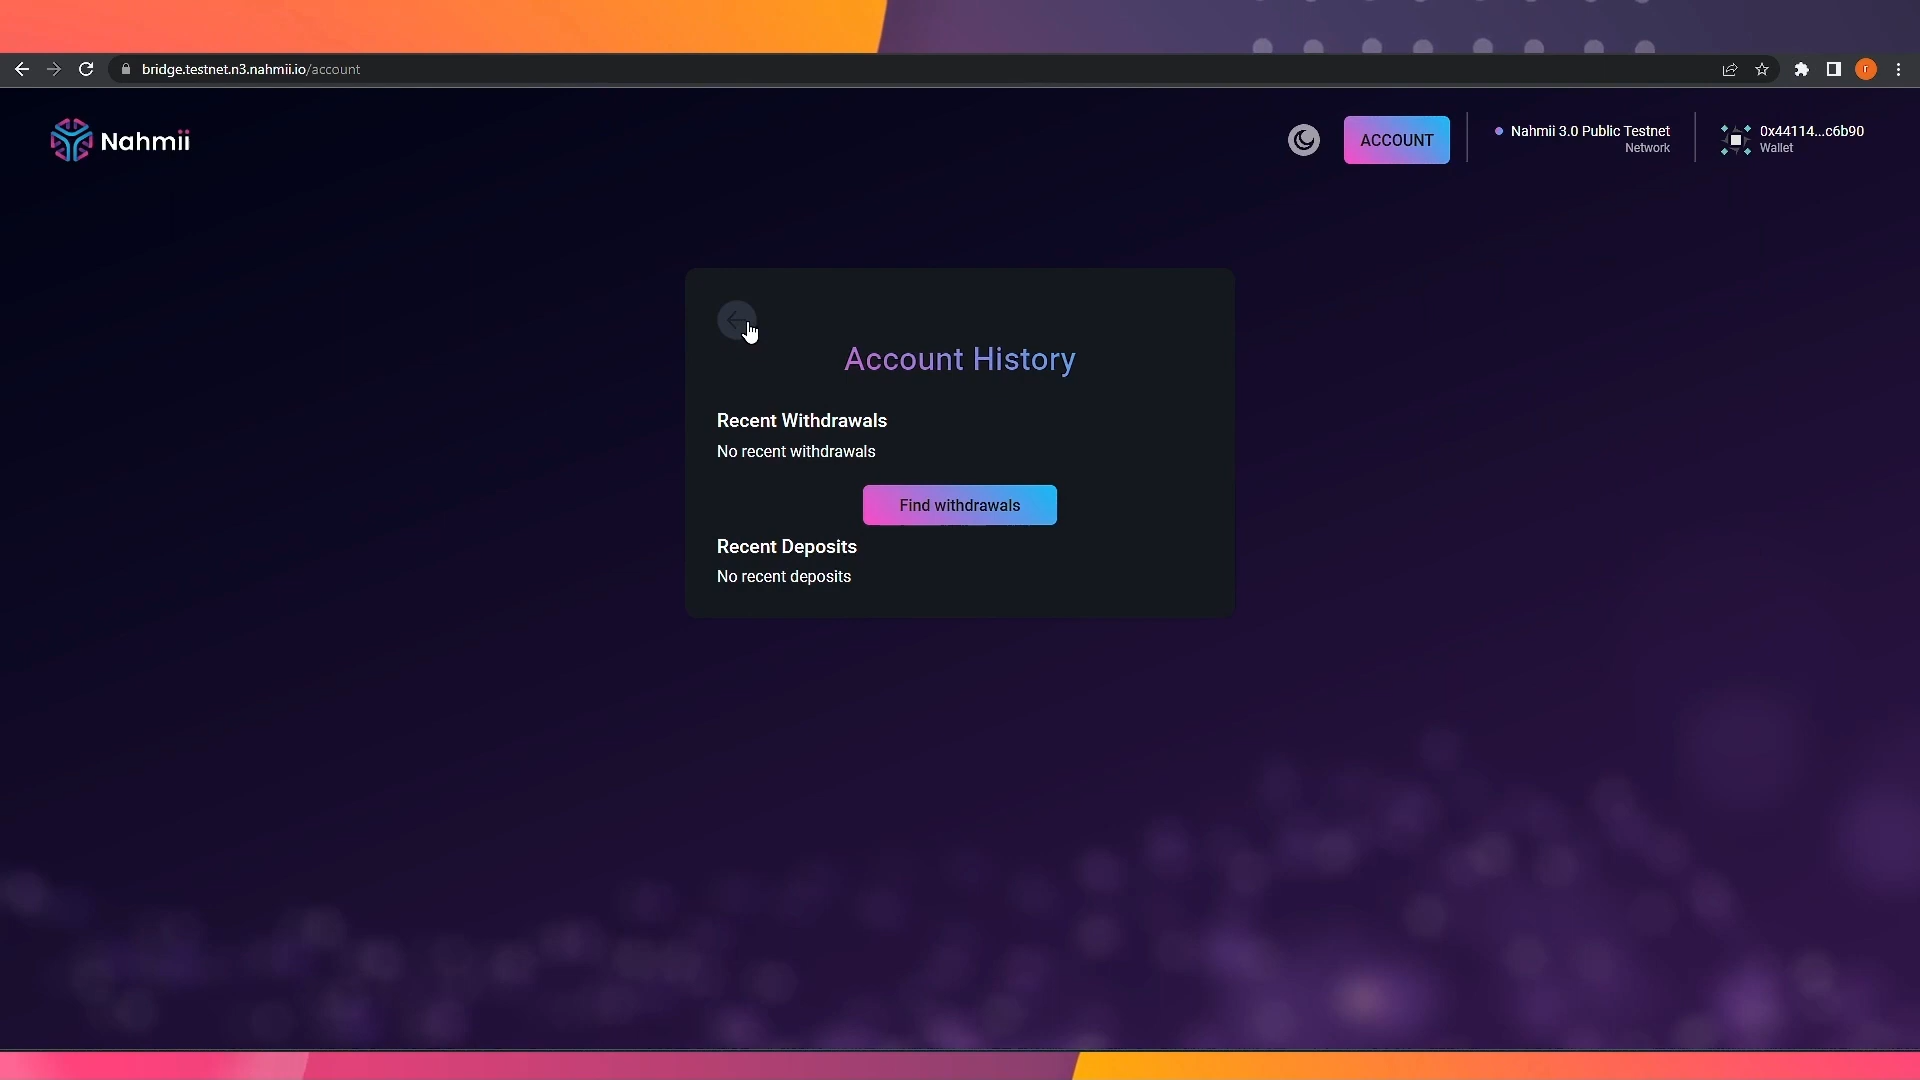 bridge.testnet.n3.nahmii.io/account
Nahmii
ACCOUNT
Nahmii 3.0 Public Testnet
Network
0x44114...c6b90
Wallet
Account History
Recent Withdrawals
No recent withdrawals
Find withdrawals
Recent Deposits
No recent deposits